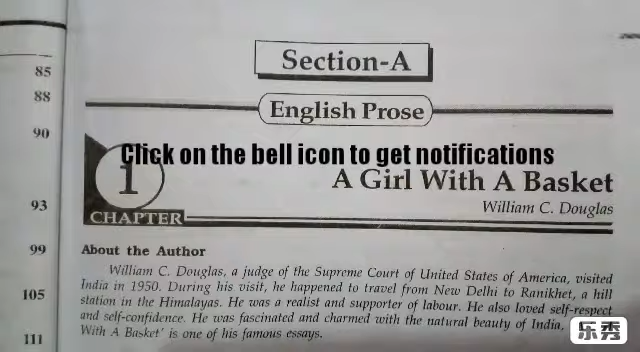 85
88
90
93
99
105
111
Section-A
English Prose
Click on the bell icon to get notifications
1
CHAPTER
A Girl With A Basket
William C. Douglas
About the Author
William C. Douglas, a judge of the Supreme Court of United States of America, visited
India in 1950. During his visit, he happened to travel from New Delhi to Ranikhet, a hill
station in the Himalayas. He was a realist and supporter of labour. He also loved self-respect
and self-confidence. He was fascinated and charmed with the natural beauty of India,
With A Basket' is one of his famous essays.
乐秀